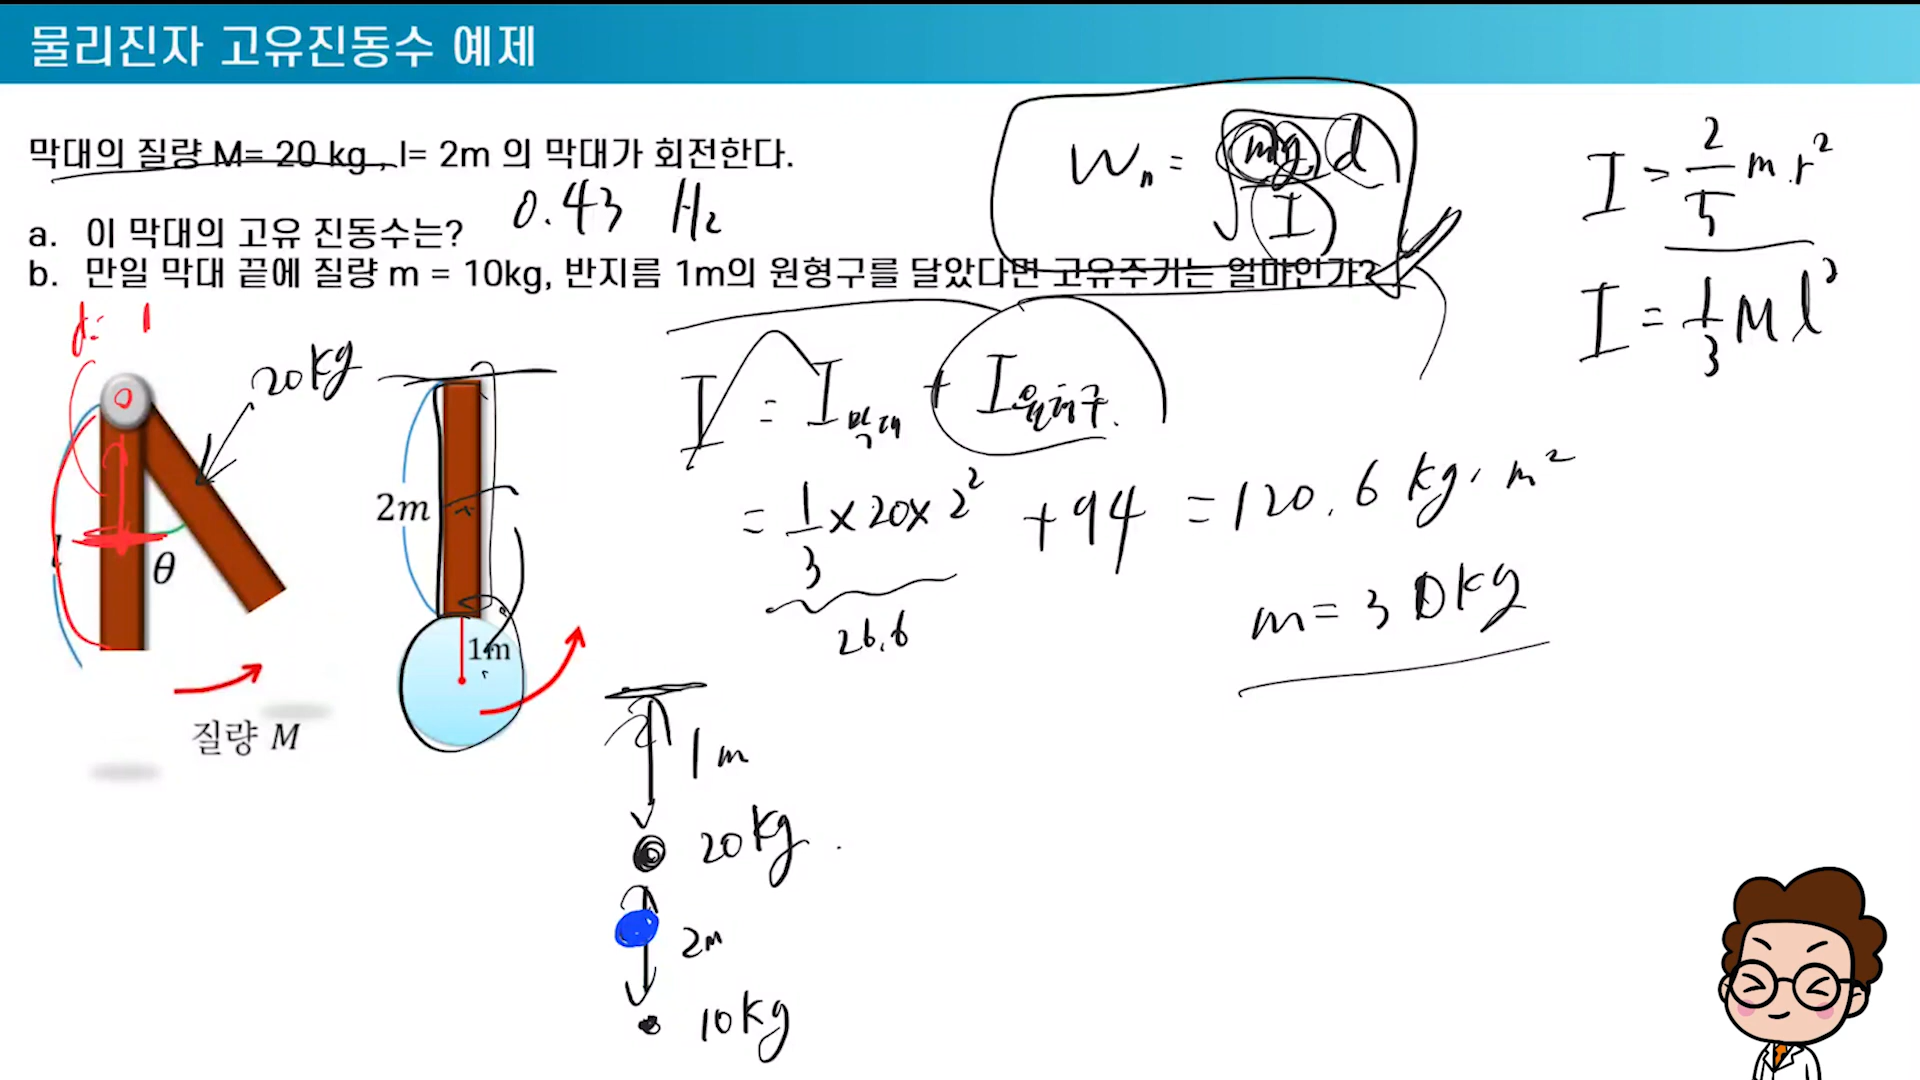 물리진자 고유진동수 예제
막대의 질량 M= 20 kg , l= 2m 의 막대가 회전한다.
a. 이 막대의 고유 진동수는? 0.43 Hz
b. 만일 막대 끝에 질량 m = 10kg, 반지름 1m의 원형구를 달았다면 고유주기는 얼마인가?
Wn = √(mg d / I)
I = 2/5 m r²
I = 1/3 M l²
d = 1
20kg
l
θ
질량 M
2m
1m
I = I막대 + I원형구
= 1/3 × 20 × 2² + 94 = 120.6 kg·m²
26.6
m = 30kg
1m
20kg
2m
10kg